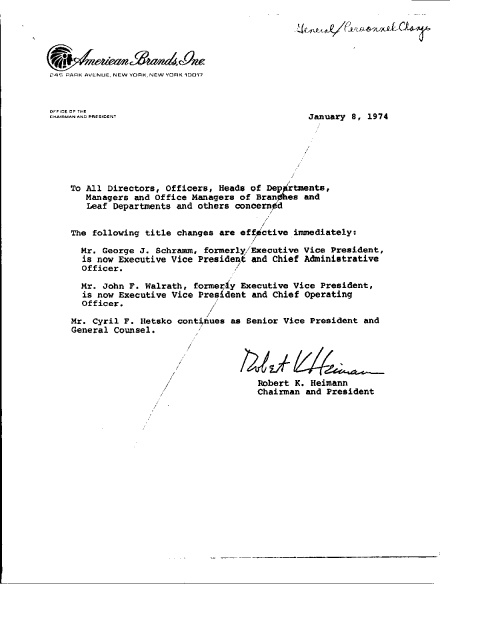 General/Personnel Changes
American Brands, Inc.
245 PARK AVENUE, NEW YORK, NEW YORK 10017
OFFICE OF THE
CHAIRMAN AND PRESIDENT
January 8, 1974
To All Directors, Officers, Heads of Departments,
Managers and Office Managers of Branches and
Leaf Departments and others concerned
The following title changes are effective immediately:
Mr. George J. Schramm, formerly Executive Vice President,
is now Executive Vice President and Chief Administrative
Officer.
Mr. John F. Walrath, formerly Executive Vice President,
is now Executive Vice President and Chief Operating
Officer.
Mr. Cyril F. Hetsko continues as Senior Vice President and
General Counsel.
Robert K Heimann
Robert K. Heimann
Chairman and President